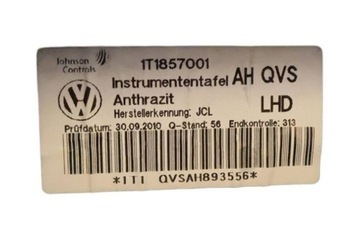 Johnson Controls
1T1857001
Instrumententafel AH QVS
Anthrazit
Herstellerkennung: JCL
LHD
Prüfdatum: 30.09.2010 Q-Stand: 56 Endkontrolle: 313
*1T1 QVSAH893556*